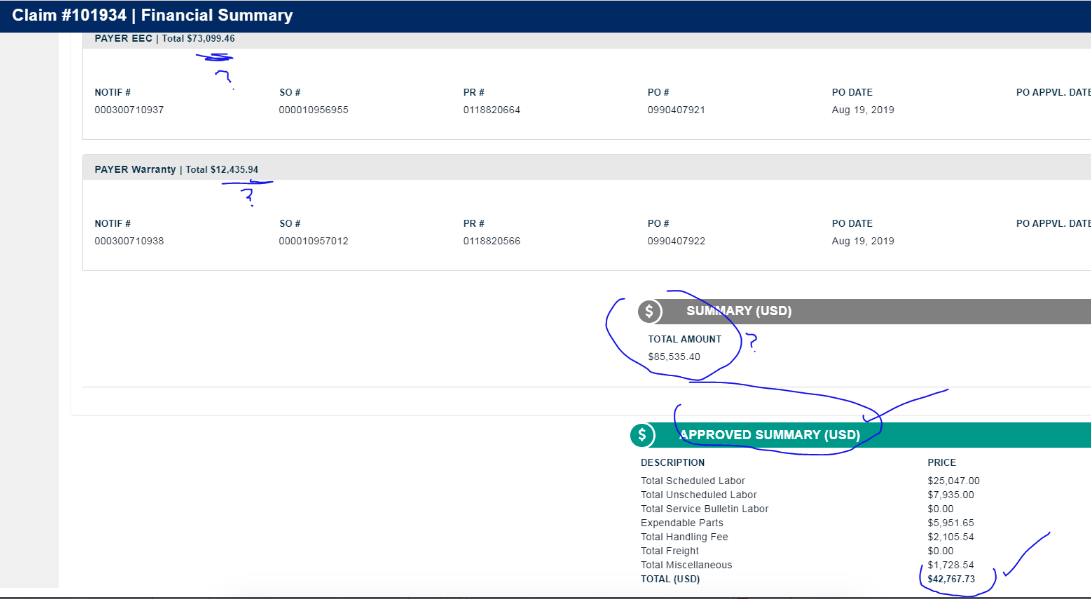 Claim #101934 | Financial Summary
PAYER EEC | Total $73,099.46
?
NOTIF # SO # PR # PO # PO DATE PO APPVL. DATE
000300710937 000010956955 0118820664 0990407921 Aug 19, 2019
PAYER Warranty | Total $12,435.94
?
NOTIF # SO # PR # PO # PO DATE PO APPVL. DATE
000300710938 000010957012 0118820566 0990407922 Aug 19, 2019
$ SUMMARY (USD)
TOTAL AMOUNT ?
$85,535.40
$ APPROVED SUMMARY (USD)
DESCRIPTION PRICE
Total Scheduled Labor $25,047.00
Total Unscheduled Labor $7,935.00
Total Service Bulletin Labor $0.00
Expendable Parts $5,951.65
Total Handling Fee $2,105.54
Total Freight $0.00
Total Miscellaneous $1,728.54
TOTAL (USD) $42,767.73